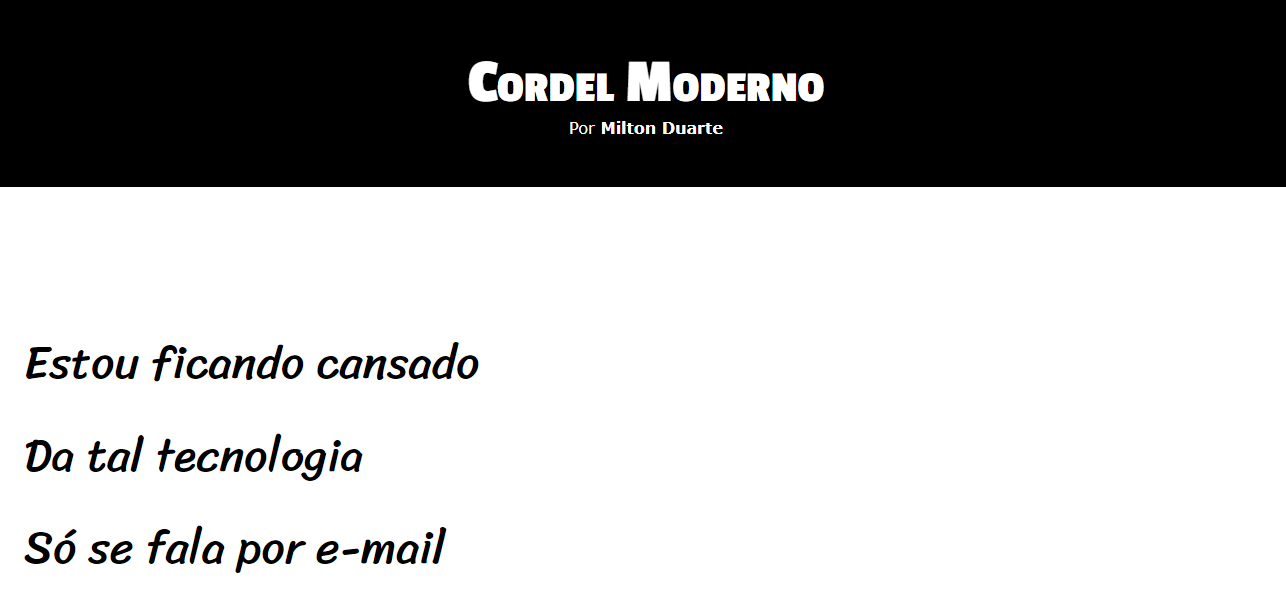 Cordel Moderno
Por Milton Duarte
Estou ficando cansado
Da tal tecnologia
Só se fala por e-mail